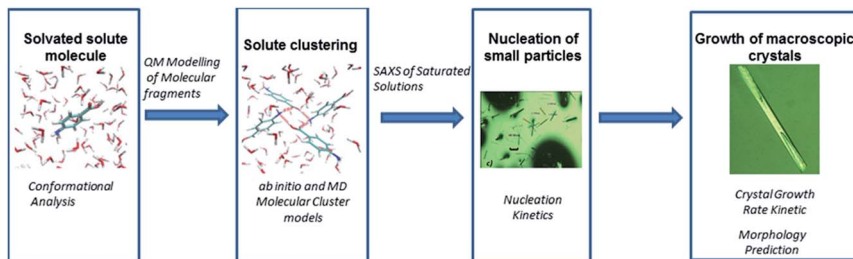 Solvated solute
molecule
Conformational
Analysis
QM Modelling
of Molecular
fragments
Solute clustering
ab initio and MD
Molecular Cluster
models
SAXS of Saturated
Solutions
Nucleation of
small particles
Nucleation
Kinetics
Growth of macroscopic
crystals
Crystal Growth
Rate Kinetic
Morphology
Prediction